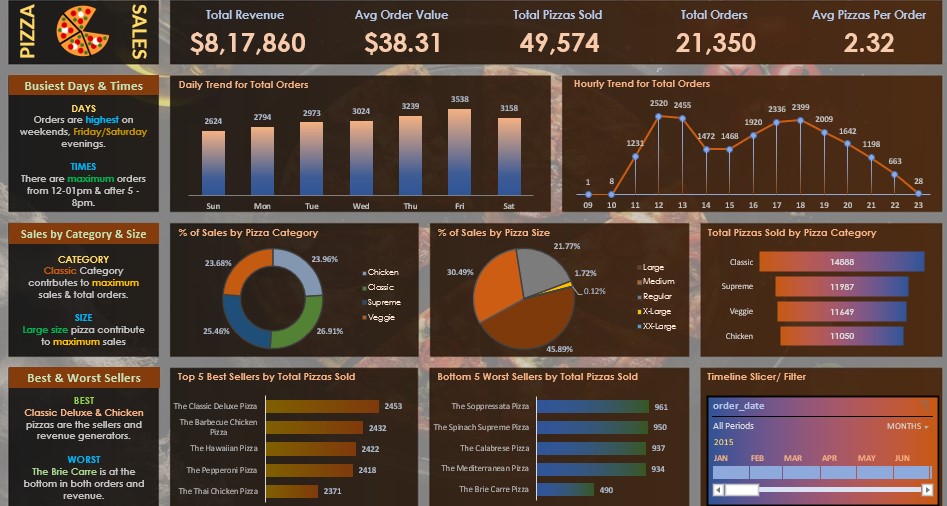 PIZZA
SALES
Total Revenue
$8,17,860
Avg Order Value
$38.31
Total Pizzas Sold
49,574
Total Orders
21,350
Avg Pizzas Per Order
2.32
Busiest Days & Times
DAYS
Orders are highest on
weekends, Friday/Saturday
evenings.
TIMES
There are maximum orders
from 12-01pm & after 5 -
8pm.
Daily Trend for Total Orders
2624
2794
2973
3024
3239
3538
3158
Sun
Mon
Tue
Wed
Thu
Fri
Sat
Hourly Trend for Total Orders
1
8
1231
2520
2455
1472
1468
1920
2336
2399
2009
1642
1198
663
28
09
10
11
12
13
14
15
16
17
18
19
20
21
22
23
Sales by Category & Size
CATEGORY
Classic Category
contributes to maximum
sales & total orders.
SIZE
Large size pizza contribute
to maximum sales
% of Sales by Pizza Category
23.68%
23.96%
25.46%
26.91%
Chicken
Classic
Supreme
Veggie
% of Sales by Pizza Size
21.77%
30.49%
1.72%
0.12%
45.89%
Large
Medium
Regular
X-Large
XX-Large
Total Pizzas Sold by Pizza Category
Classic
14888
Supreme
11987
Veggie
11649
Chicken
11050
Best & Worst Sellers
BEST
Classic Deluxe & Chicken
pizzas are the sellers and
revenue generators.
WORST
The Brie Carre is at the
bottom in both orders and
revenue.
Top 5 Best Sellers by Total Pizzas Sold
The Classic Deluxe Pizza
2453
The Barbecue Chicken
Pizza
2432
The Hawaiian Pizza
2422
The Pepperoni Pizza
2418
The Thai Chicken Pizza
2371
Bottom 5 Worst Sellers by Total Pizzas Sold
The Soppressata Pizza
961
The Spinach Supreme Pizza
950
The Calabrese Pizza
937
The Mediterranean Pizza
934
The Brie Carre Pizza
490
Timeline Slicer/ Filter
order_date
All Periods
MONTHS
2015
JAN
FEB
MAR
APR
MAY
JUN